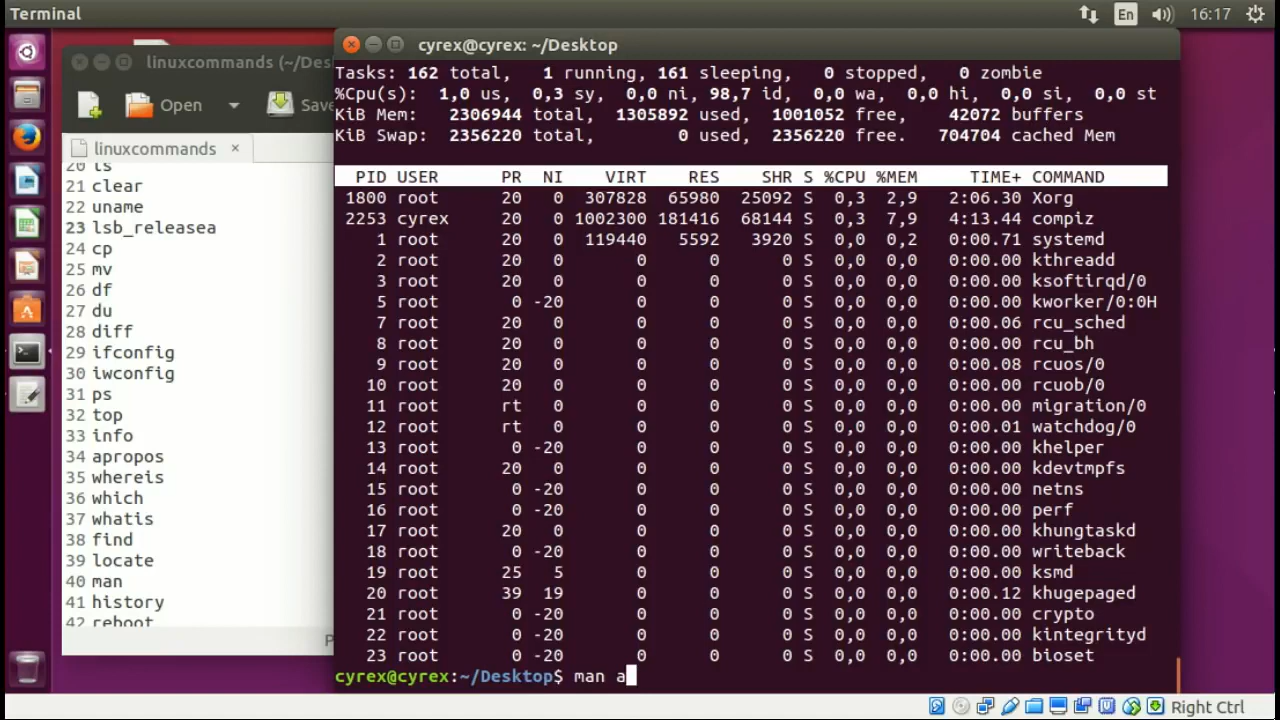 Terminal
En
16:17
linuxcommands (~/Des
Open
Save
linuxcommands ×
20 ls
21 clear
22 uname
23 lsb_releasea
24 cp
25 mv
26 df
27 du
28 diff
29 ifconfig
30 iwconfig
31 ps
32 top
33 info
34 apropos
35 whereis
36 which
37 whatis
38 find
39 locate
40 man
41 history
42 reboot
P
cyrex@cyrex: ~/Desktop
Tasks: 162 total, 1 running, 161 sleeping, 0 stopped, 0 zombie
%Cpu(s): 1,0 us, 0,3 sy, 0,0 ni, 98,7 id, 0,0 wa, 0,0 hi, 0,0 si, 0,0 st
KiB Mem: 2306944 total, 1305892 used, 1001052 free, 42072 buffers
KiB Swap: 2356220 total, 0 used, 2356220 free. 704704 cached Mem
PID USER PR NI VIRT RES SHR S %CPU %MEM TIME+ COMMAND
1800 root 20 0 307828 65980 25092 S 0,3 2,9 2:06.30 Xorg
2253 cyrex 20 0 1002300 181416 68144 S 0,3 7,9 4:13.44 compiz
1 root 20 0 119440 5592 3920 S 0,0 0,2 0:00.71 systemd
2 root 20 0 0 0 0 S 0,0 0,0 0:00.00 kthreadd
3 root 20 0 0 0 0 S 0,0 0,0 0:00.00 ksoftirqd/0
5 root 0 -20 0 0 0 S 0,0 0,0 0:00.00 kworker/0:0H
7 root 20 0 0 0 0 S 0,0 0,0 0:00.06 rcu_sched
8 root 20 0 0 0 0 S 0,0 0,0 0:00.00 rcu_bh
9 root 20 0 0 0 0 S 0,0 0,0 0:00.08 rcuos/0
10 root 20 0 0 0 0 S 0,0 0,0 0:00.00 rcuob/0
11 root rt 0 0 0 0 S 0,0 0,0 0:00.00 migration/0
12 root rt 0 0 0 0 S 0,0 0,0 0:00.01 watchdog/0
13 root 0 -20 0 0 0 S 0,0 0,0 0:00.00 khelper
14 root 20 0 0 0 0 S 0,0 0,0 0:00.00 kdevtmpfs
15 root 0 -20 0 0 0 S 0,0 0,0 0:00.00 netns
16 root 0 -20 0 0 0 S 0,0 0,0 0:00.00 perf
17 root 20 0 0 0 0 S 0,0 0,0 0:00.00 khungtaskd
18 root 0 -20 0 0 0 S 0,0 0,0 0:00.00 writeback
19 root 25 5 0 0 0 S 0,0 0,0 0:00.00 ksmd
20 root 39 19 0 0 0 S 0,0 0,0 0:00.12 khugepaged
21 root 0 -20 0 0 0 S 0,0 0,0 0:00.00 crypto
22 root 0 -20 0 0 0 S 0,0 0,0 0:00.00 kintegrityd
23 root 0 -20 0 0 0 S 0,0 0,0 0:00.00 bioset
cyrex@cyrex:~/Desktop$ man a
Right Ctrl